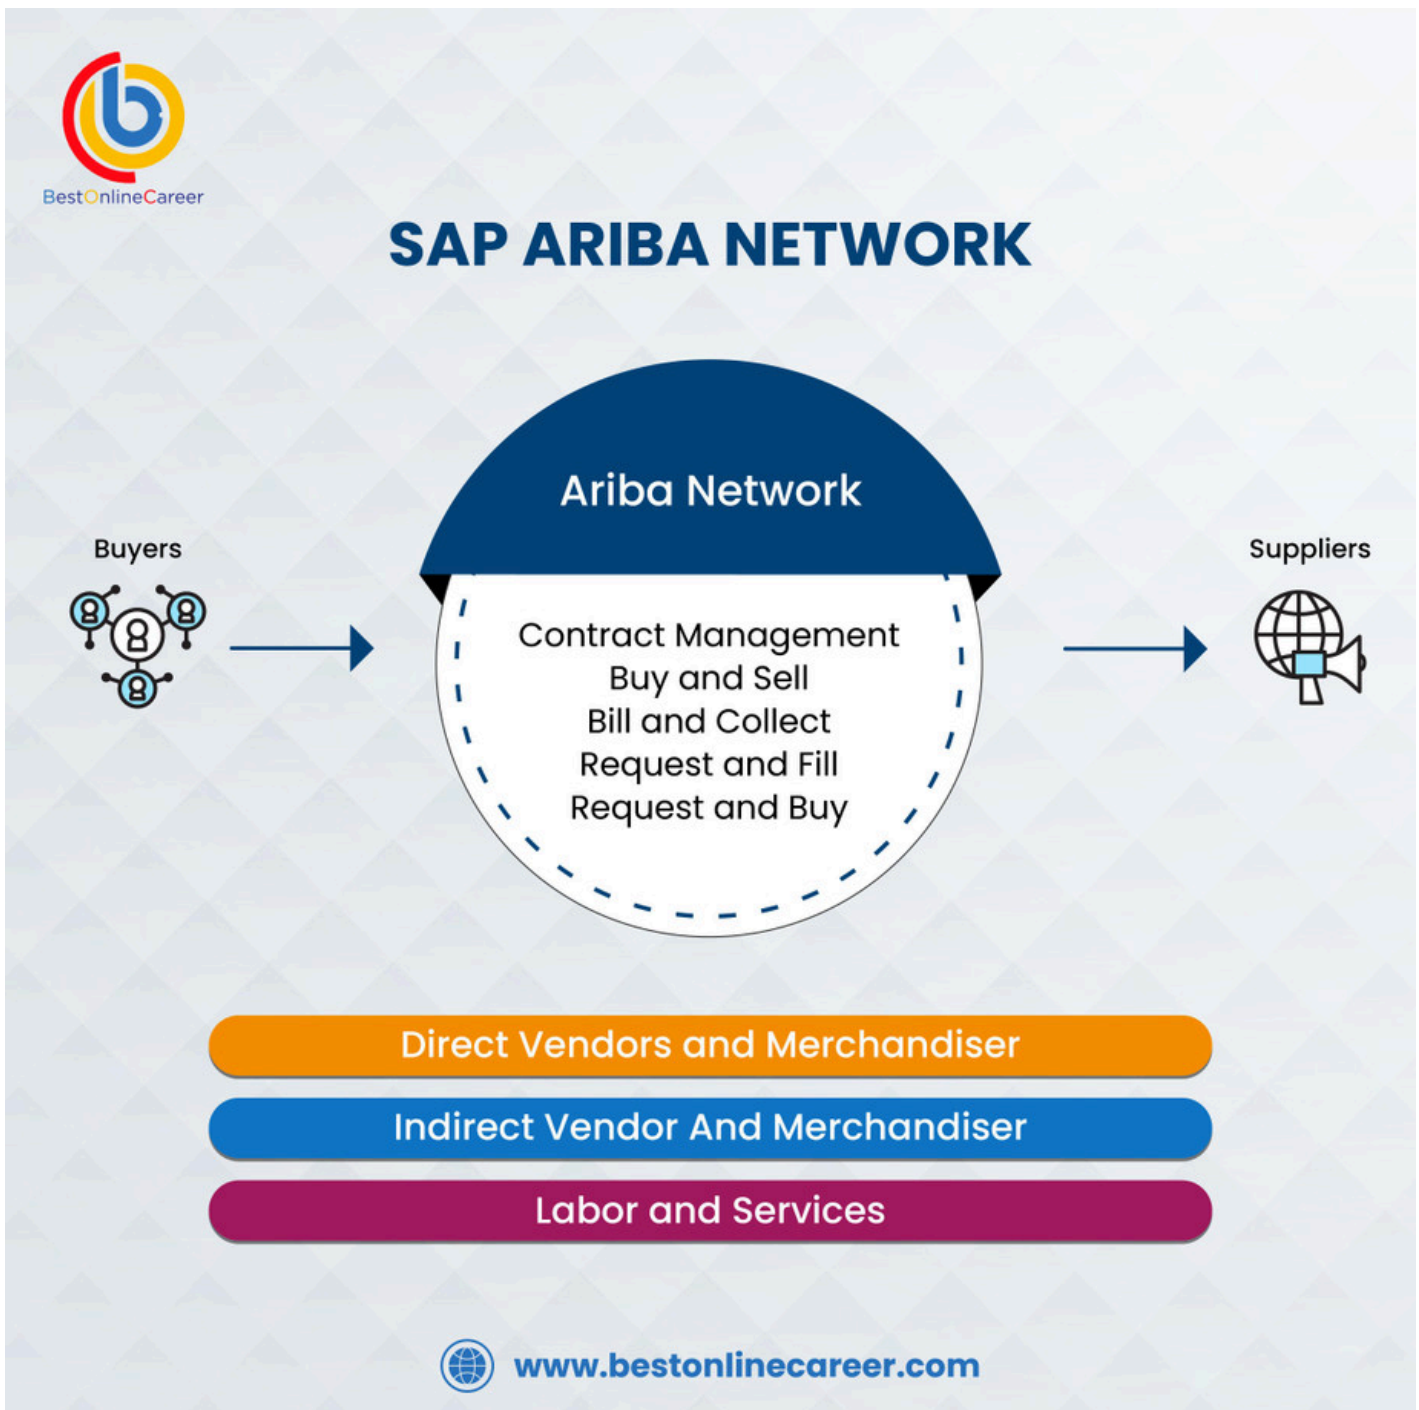 BestOnlineCareer
SAP ARIBA NETWORK
Ariba Network
Buyers
Suppliers
Contract Management
Buy and Sell
Bill and Collect
Request and Fill
Request and Buy
Direct Vendors and Merchandiser
Indirect Vendor And Merchandiser
Labor and Services
www.bestonlinecareer.com